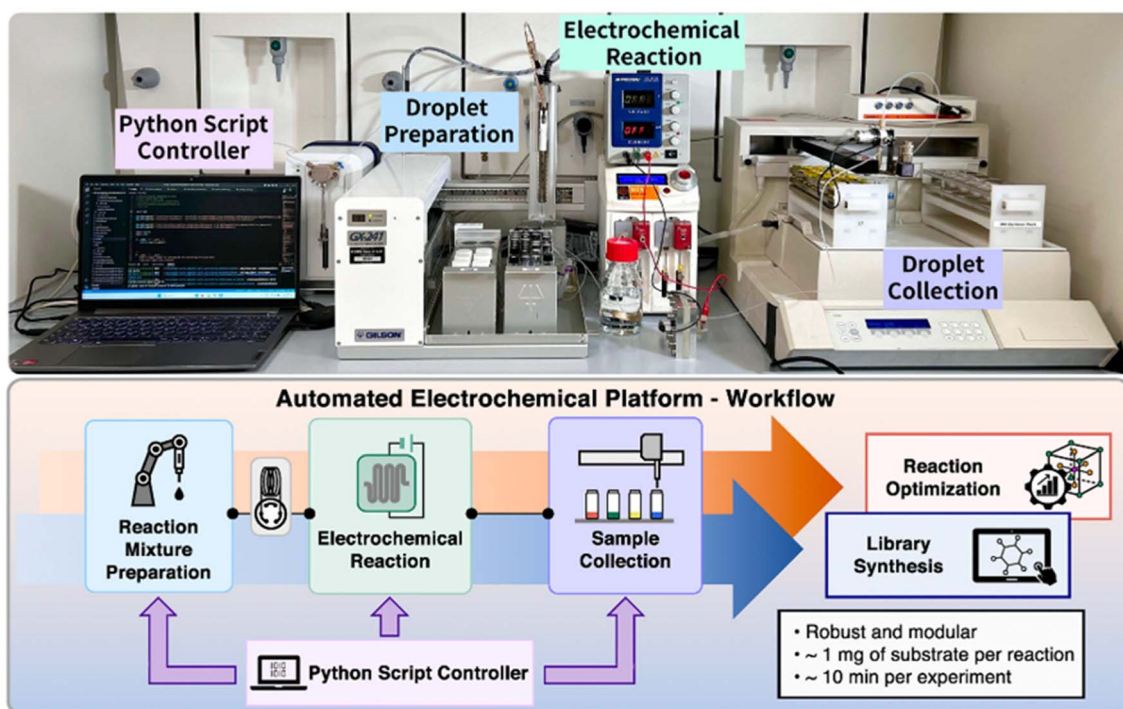 Electrochemical
Reaction
Droplet
Preparation
Python Script
Controller
GX-241
GILSON
OFF
Droplet
Collection
Automated Electrochemical Platform - Workflow
Reaction
Mixture
Preparation
Electrochemical
Reaction
Sample
Collection
Reaction
Optimization
Library
Synthesis
Python Script Controller
• Robust and modular
• ~ 1 mg of substrate per reaction
• ~ 10 min per experiment